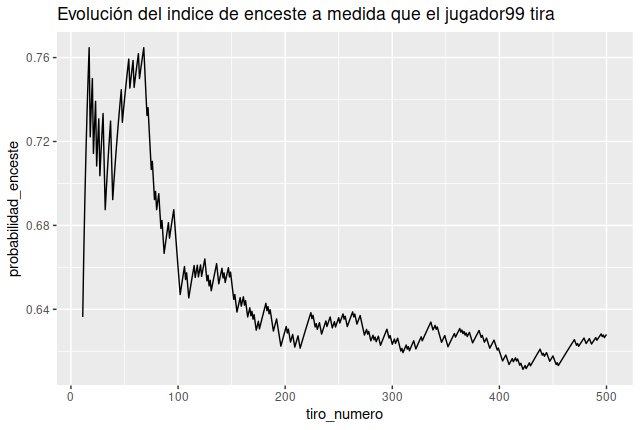 Evolución del indice de enceste a medida que el jugador99 tira
probabilidad_enceste
0.76
0.72
0.68
0.64
0 100 200 300 400 500
tiro_numero